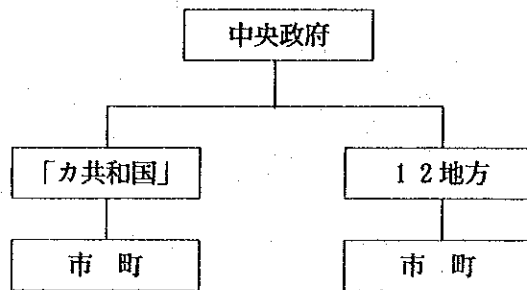 中央政府
「カ共和国」
１２地方
市 町
市 町